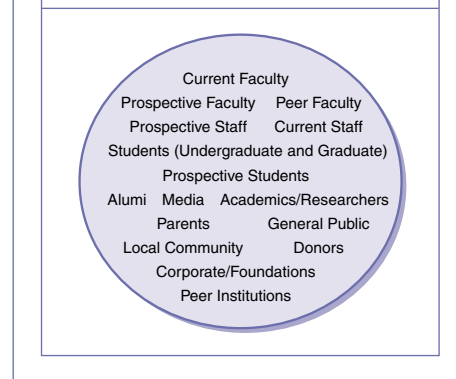 Current Faculty
Prospective Faculty Peer Faculty
Prospective Staff Current Staff
Students (Undergraduate and Graduate)
Prospective Students
Alumi Media Academics/Researchers
Parents General Public
Local Community Donors
Corporate/Foundations
Peer Institutions